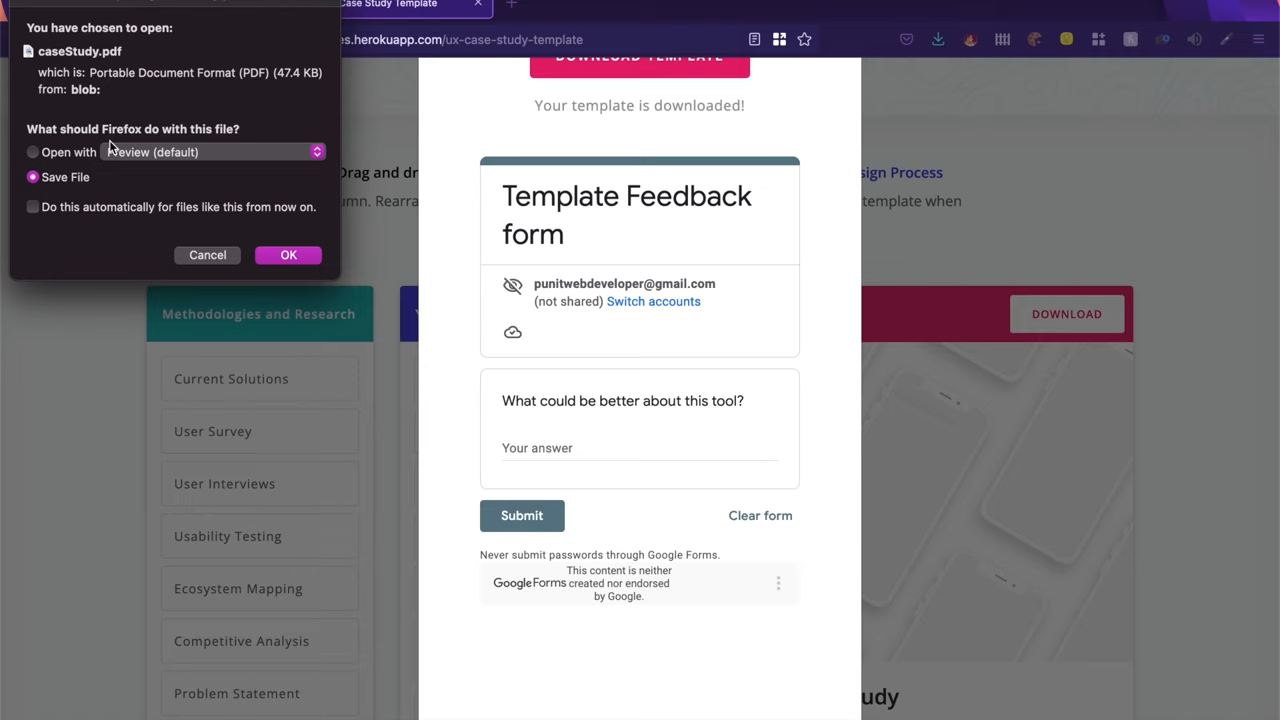 You have chosen to open:
caseStudy.pdf
which is: Portable Document Format (PDF) (47.4 KB)
from: blob:
What should Firefox do with this file?
Open with
Preview (default)
Save File
Do this automatically for files like this from now on.
Cancel
OK
Case Study Template
es.herokuapp.com/ux-case-study-template
DOWNLOAD TEMPLATE
Your template is downloaded!
Template Feedback
form
punitwebdeveloper@gmail.com
(not shared) Switch accounts
What could be better about this tool?
Your answer
Submit
Clear form
Never submit passwords through Google Forms.
Google Forms
This content is neither
created nor endorsed
by Google.
Drag and dr
sign Process
umn. Rearra
template when
Methodologies and Research
DOWNLOAD
Current Solutions
User Survey
User Interviews
Usability Testing
Ecosystem Mapping
Competitive Analysis
Problem Statement
udy